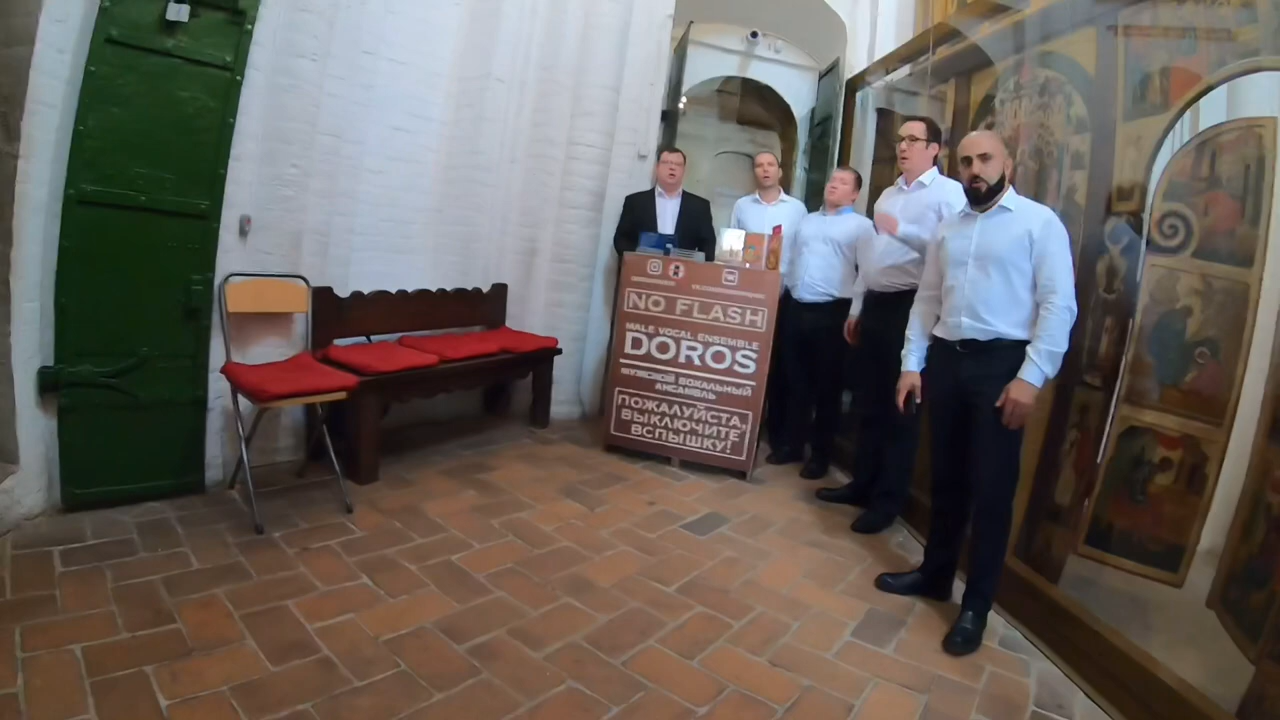 NO FLASH
MALE VOCAL ENSEMBLE
DOROS
МУЖСКОЙ ВОКАЛЬНЫЙ
АНСАМБЛЬ
ПОЖАЛУЙСТА,
ВЫКЛЮЧИТЕ
ВСПЫШКУ!